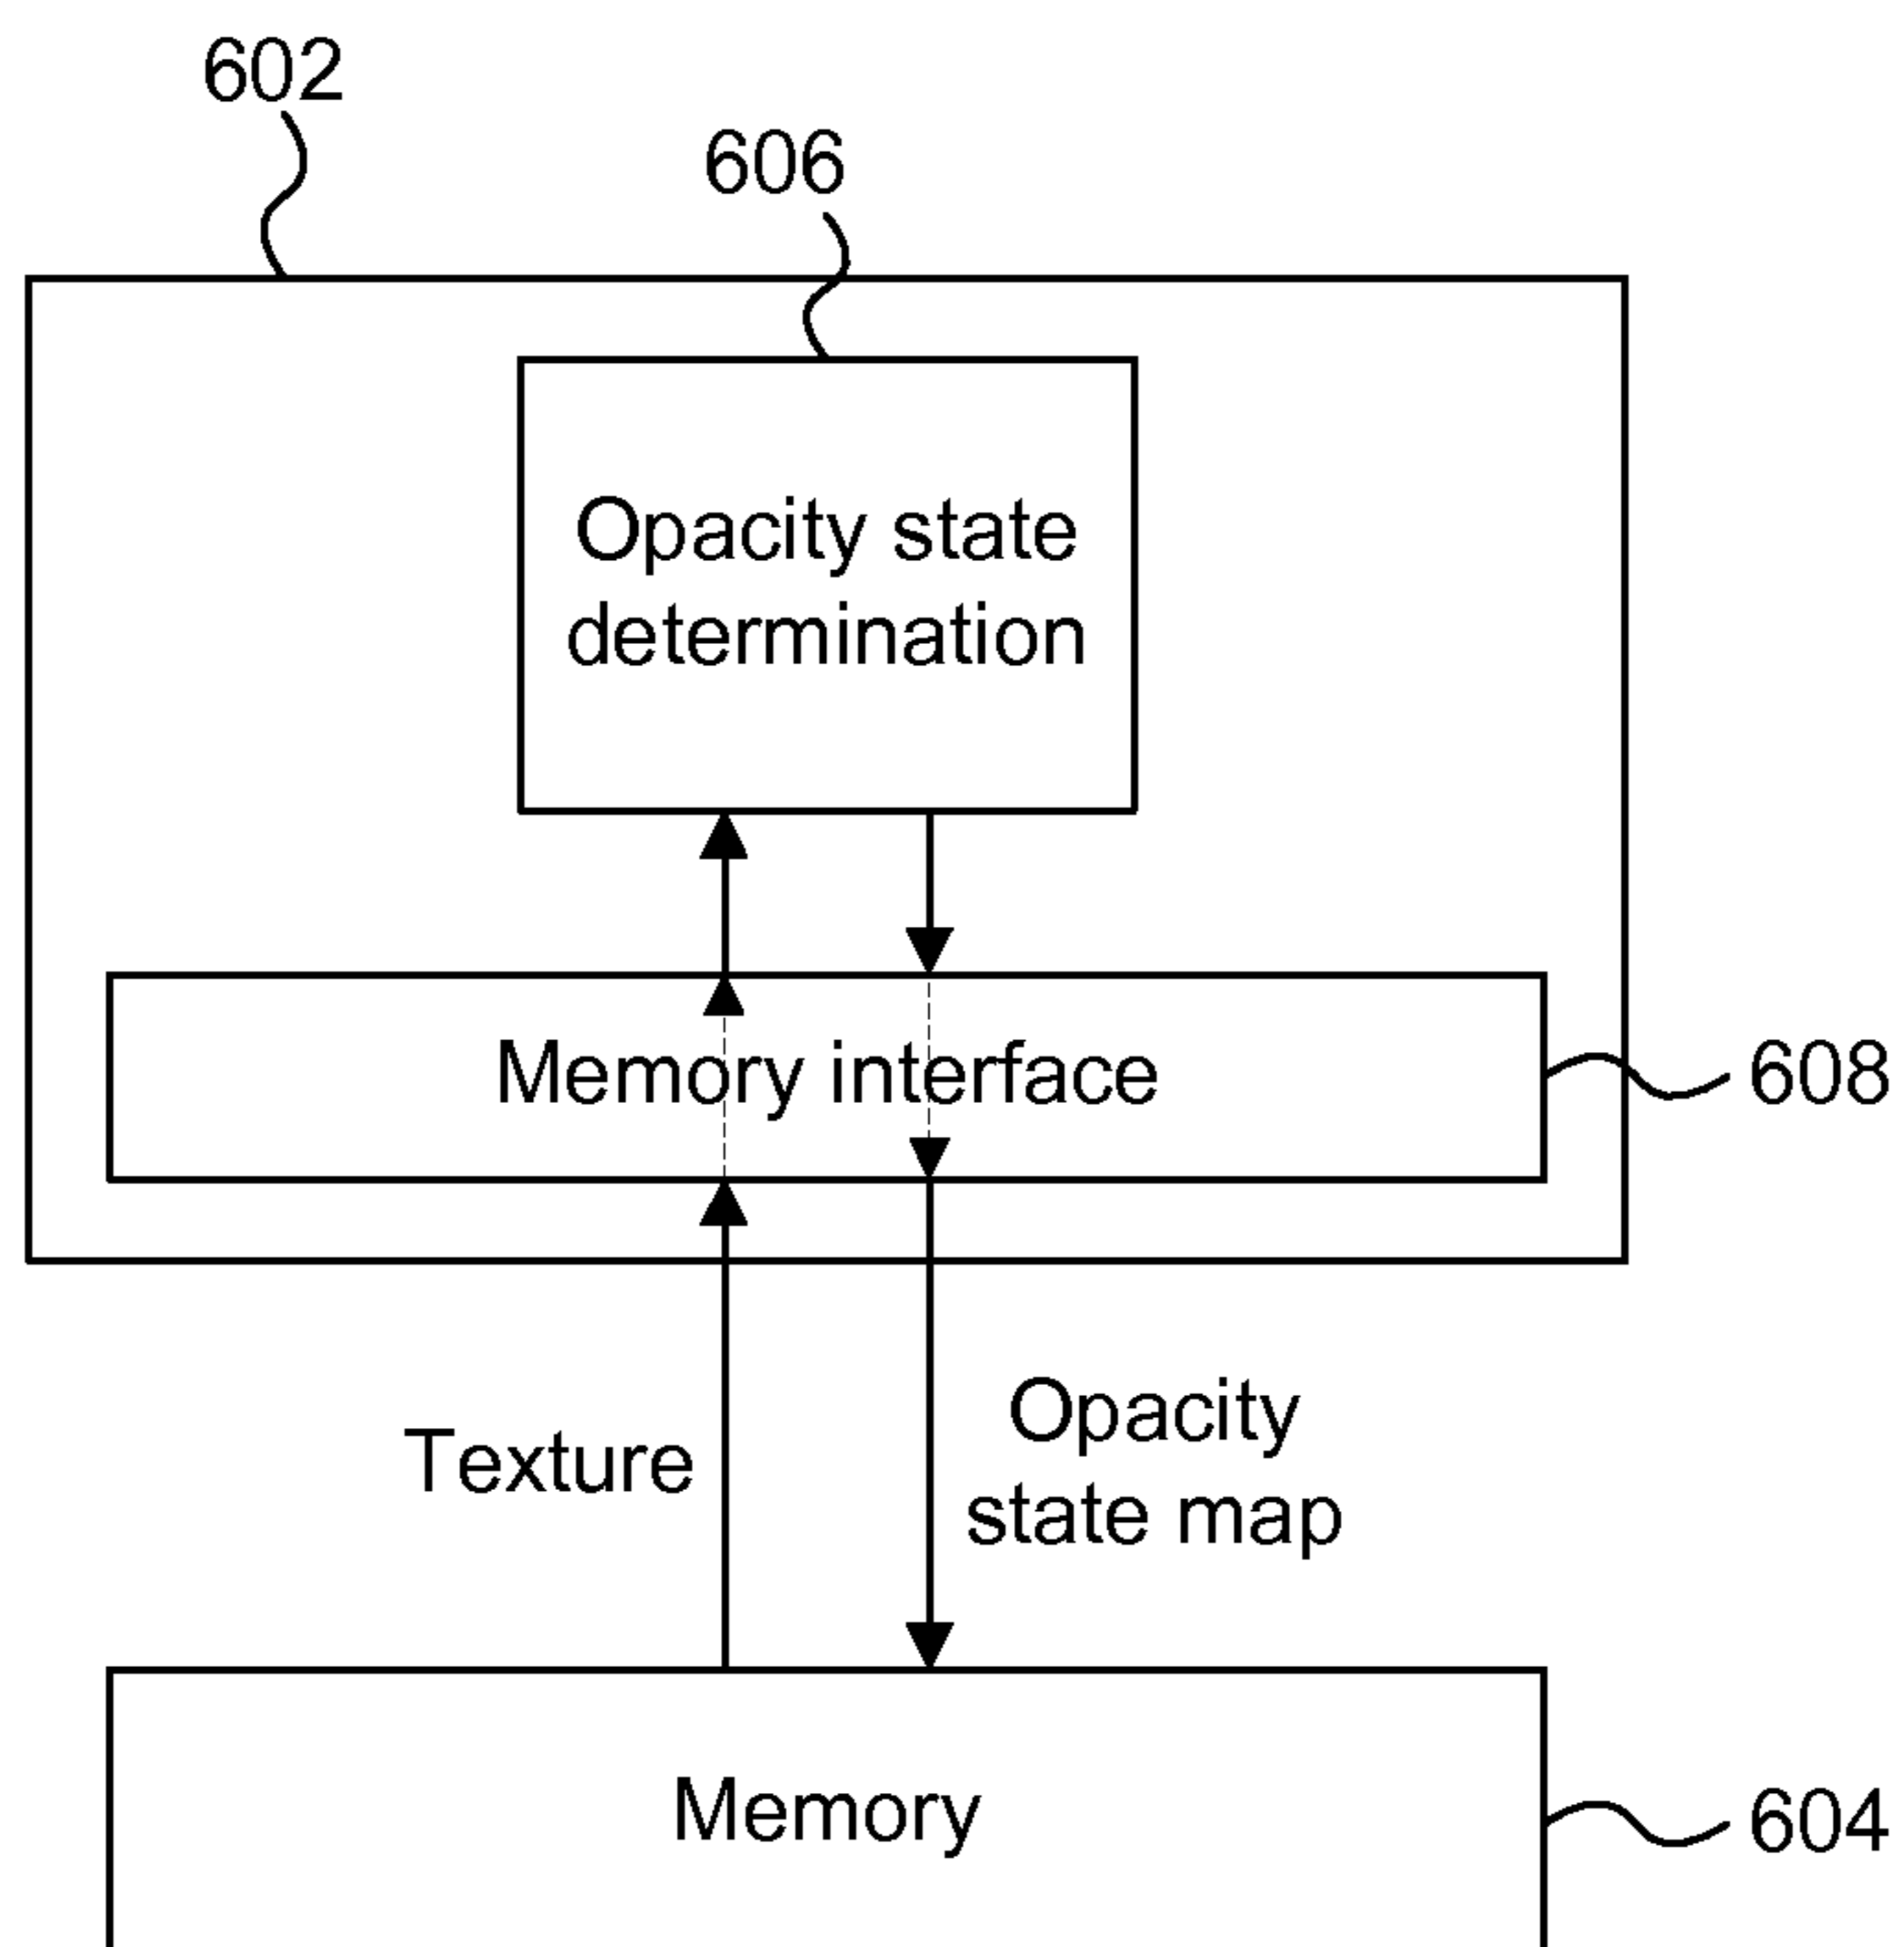 602
606
Opacity state
determination
Memory interface
608
Texture
Opacity
state map
Memory
604